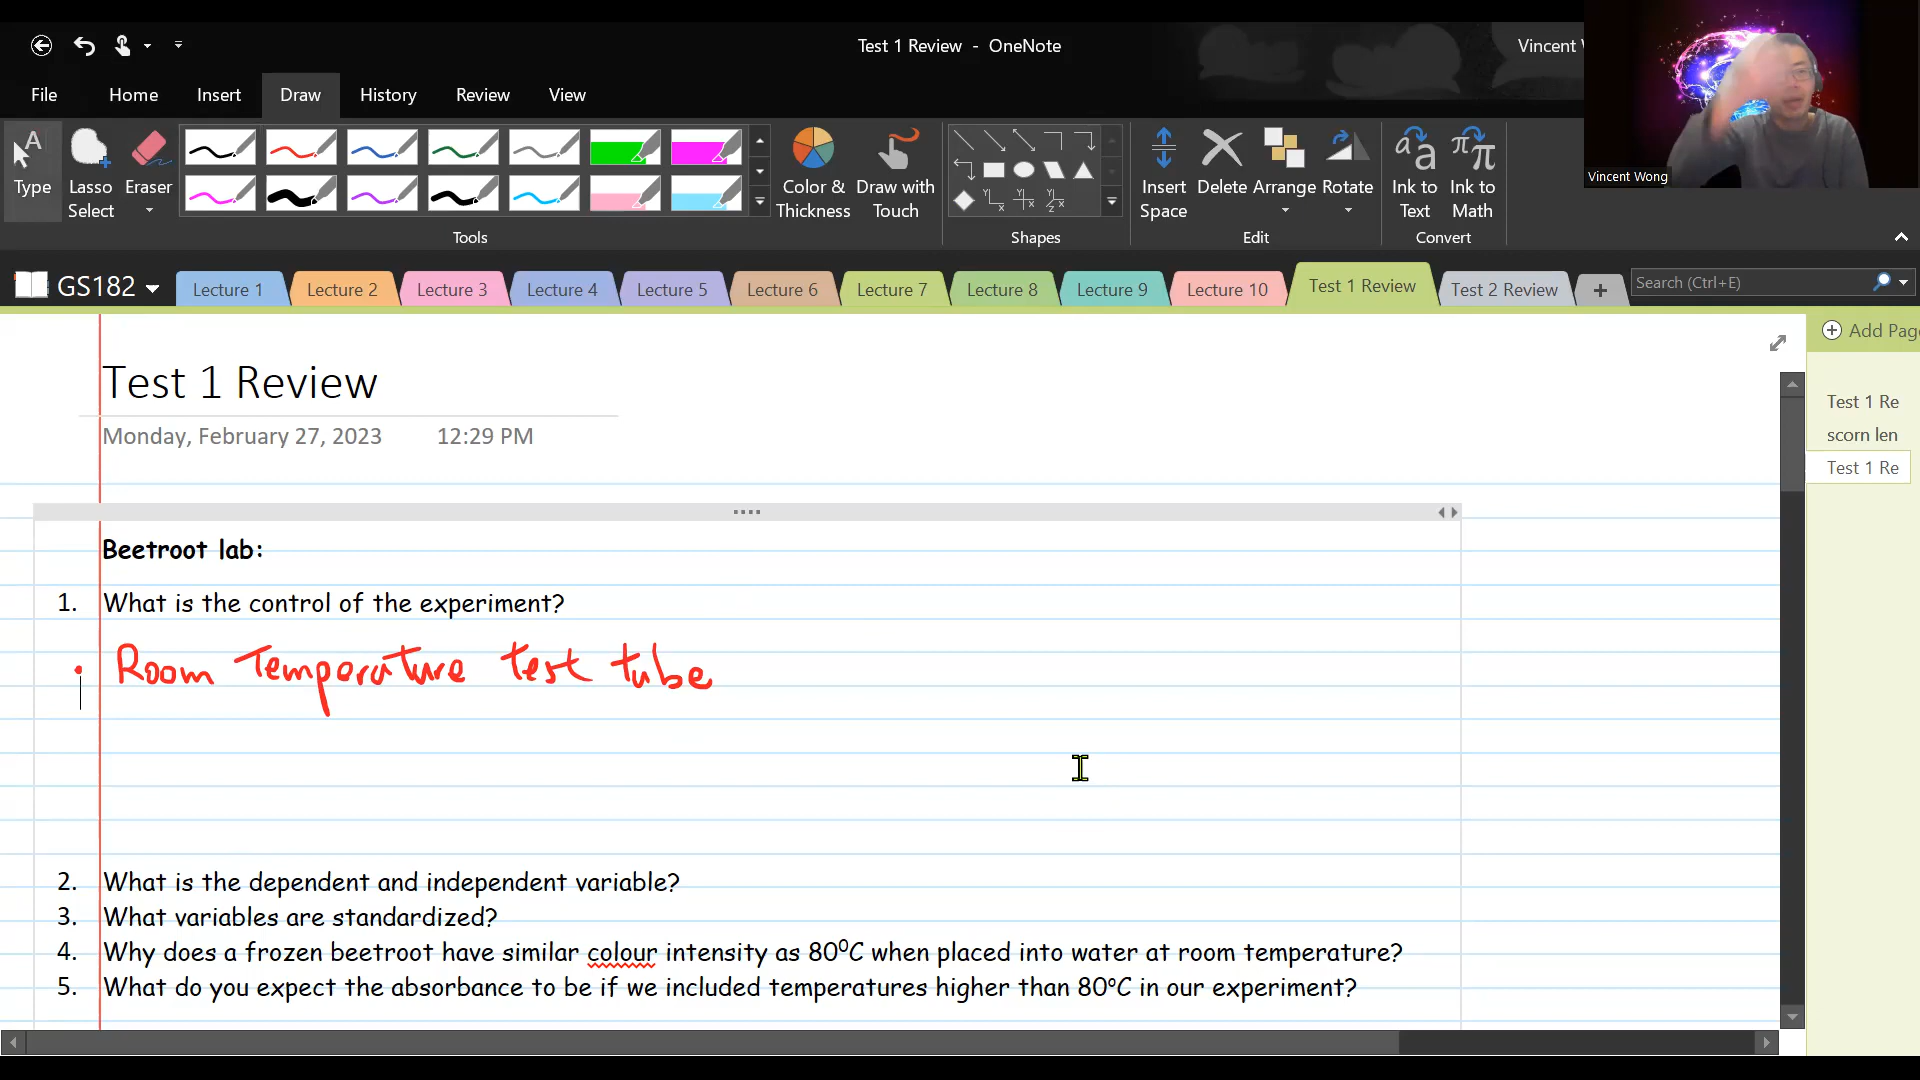 Test 1 Review - OneNote
Vincent W
File
Home
Insert
Draw
History
Review
View
Vincent Wong
Type
Lasso Select
Eraser
Color & Thickness
Draw with Touch
Insert Space
Delete
Arrange
Rotate
Ink to Text
Ink to Math
Tools
Shapes
Edit
Convert
GS182
Lecture 1
Lecture 2
Lecture 3
Lecture 4
Lecture 5
Lecture 6
Lecture 7
Lecture 8
Lecture 9
Lecture 10
Test 1 Review
Test 2 Review
Search (Ctrl+E)
Add Pag
Test 1 Re
scorn len
Test 1 Re
Test 1 Review
Monday, February 27, 2023 12:29 PM
Beetroot lab:
1. What is the control of the experiment?
• Room Temperature test tube
2. What is the dependent and independent variable?
3. What variables are standardized?
4. Why does a frozen beetroot have similar colour intensity as 80⁰C when placed into water at room temperature?
5. What do you expect the absorbance to be if we included temperatures higher than 80°C in our experiment?